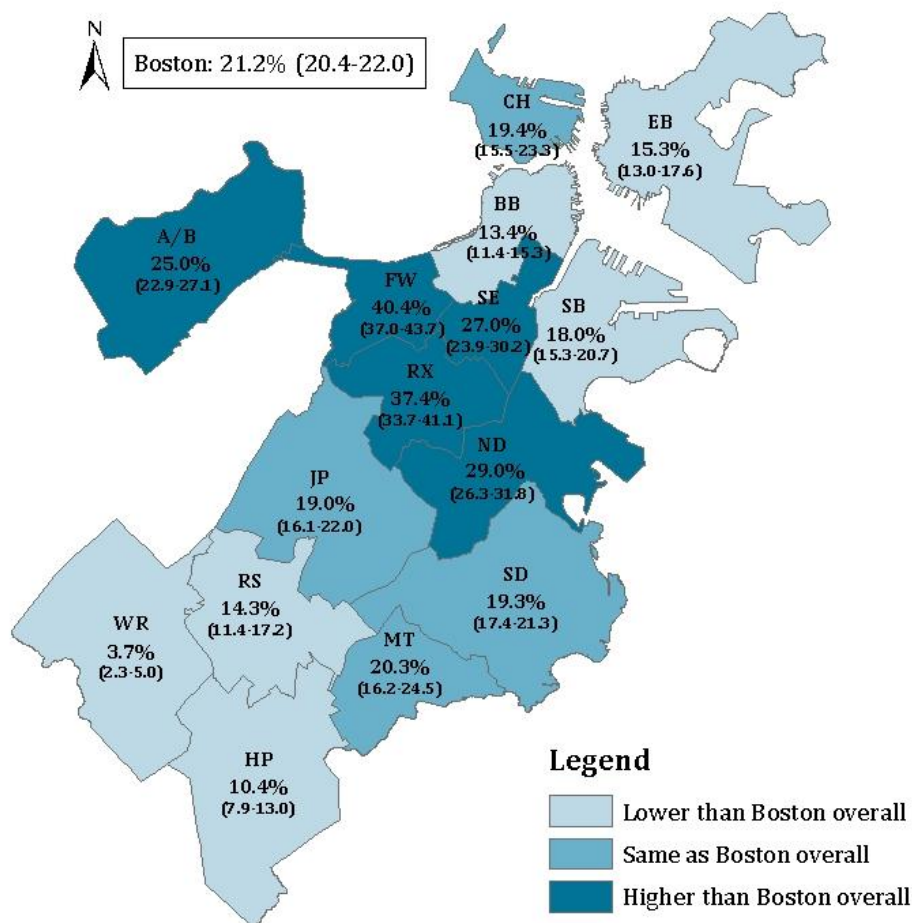 N
Boston: 21.2% (20.4-22.0)
CH
19.4%
(15.5-23.3)
EB
15.3%
(13.0-17.6)
BB
13.4%
(11.4-15.3)
A/B
25.0%
(22.9-27.1)
FW
40.4%
(37.0-43.7)
SE
27.0%
(23.9-30.2)
SB
18.0%
(15.3-20.7)
RX
37.4%
(33.7-41.1)
ND
29.0%
(26.3-31.8)
JP
19.0%
(16.1-22.0)
RS
14.3%
(11.4-17.2)
SD
19.3%
(17.4-21.3)
WR
3.7%
(2.3-5.0)
MT
20.3%
(16.2-24.5)
HP
10.4%
(7.9-13.0)
Legend
Lower than Boston overall
Same as Boston overall
Higher than Boston overall